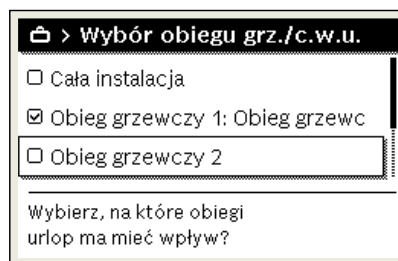 > Wybór obiegu grz./c.w.u.
Cała instalacja
Obieg grzewczy 1: Obieg grzewc
Obieg grzewczy 2
Wybierz, na które obiegi
urlop ma mieć wpływ?